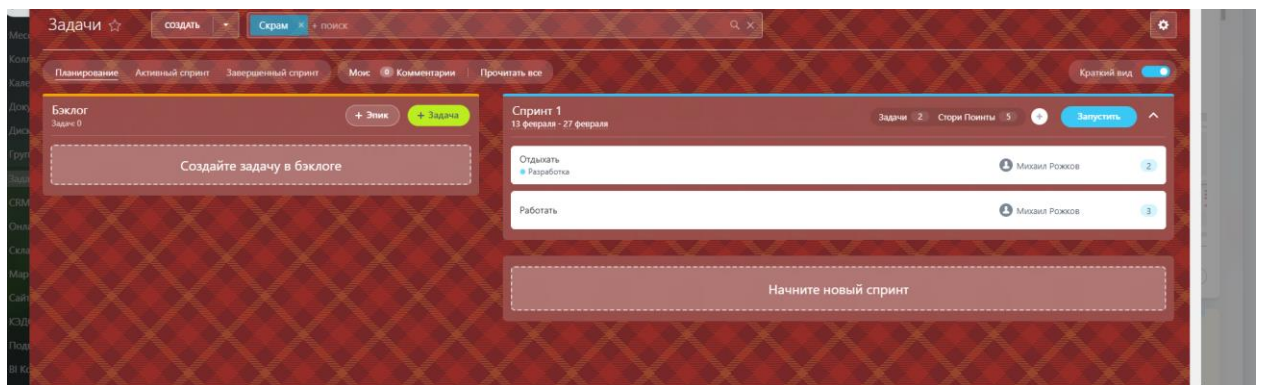 Задачи
СОЗДАТЬ
Скрам × + поиск
Планирование Активный спринт Завершенный спринт Мои: 0 Комментарии Прочитать все
Краткий вид
Бэклог
Задач: 0
+ Эпик
+ Задача
Создайте задачу в бэклоге
Спринт 1
13 февраля - 27 февраля
Задачи 2 Стори Поинты 5
Запустить
Отдыхать
Разработка
Михаил Рожков 2
Работать
Михаил Рожков 3
Начните новый спринт
CRM